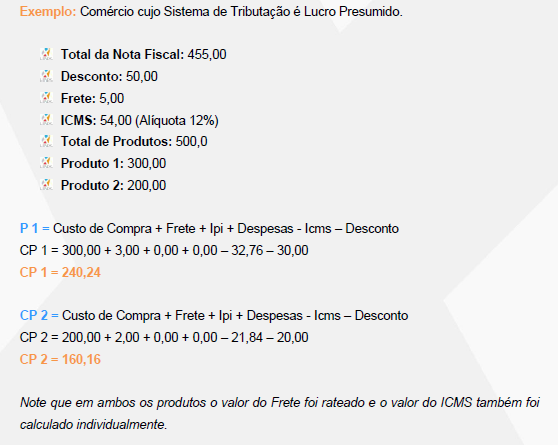 Exemplo: Comércio cujo Sistema de Tributação é Lucro Presumido.
Total da Nota Fiscal: 455,00
Desconto: 50,00
Frete: 5,00
ICMS: 54,00 (Alíquota 12%)
Total de Produtos: 500,0
Produto 1: 300,00
Produto 2: 200,00
P 1 = Custo de Compra + Frete + Ipi + Despesas - Icms – Desconto
CP 1 = 300,00 + 3,00 + 0,00 + 0,00 – 32,76 – 30,00
CP 1 = 240,24
CP 2 = Custo de Compra + Frete + Ipi + Despesas - Icms – Desconto
CP 2 = 200,00 + 2,00 + 0,00 + 0,00 – 21,84 – 20,00
CP 2 = 160,16
Note que em ambos os produtos o valor do Frete foi rateado e o valor do ICMS também foi
calculado individualmente.